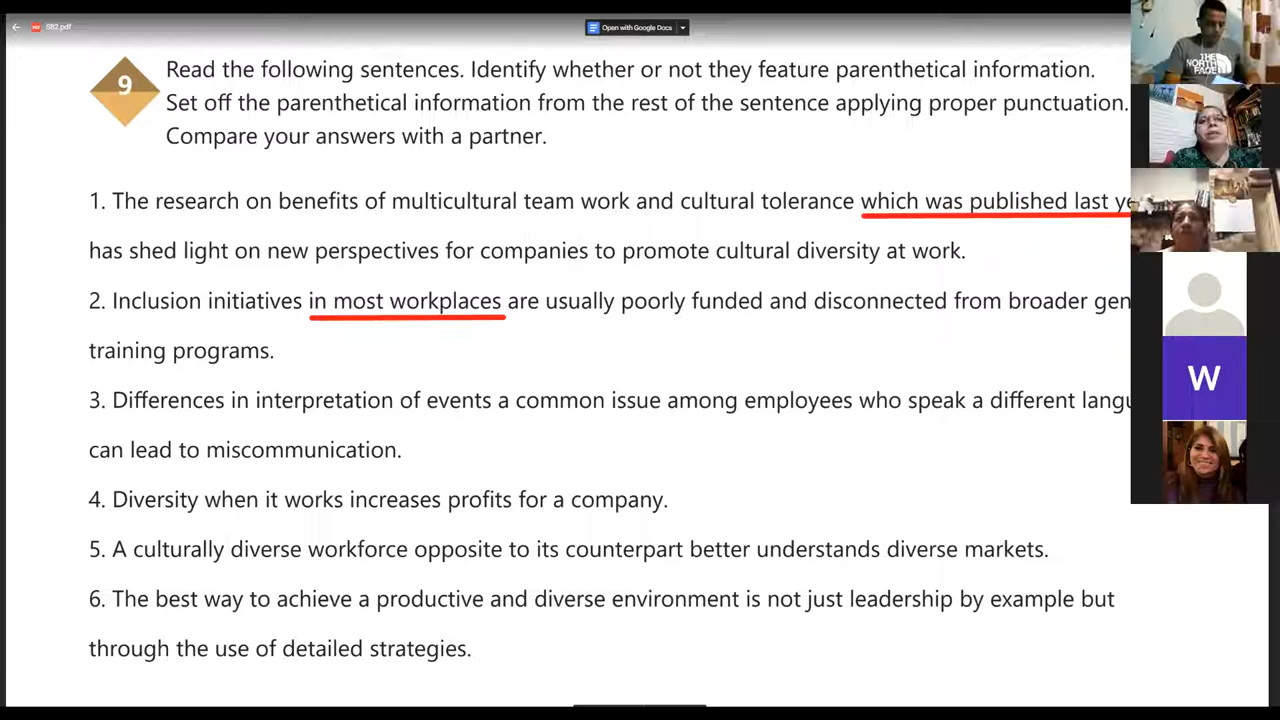 SB2.pdf
Open with Google Docs
9
Read the following sentences. Identify whether or not they feature parenthetical information.
Set off the parenthetical information from the rest of the sentence applying proper punctuation.
Compare your answers with a partner.
THE NORTH FACE
1. The research on benefits of multicultural team work and cultural tolerance which was published last
has shed light on new perspectives for companies to promote cultural diversity at work.
2. Inclusion initiatives in most workplaces are usually poorly funded and disconnected from broader
training programs.
W
3. Differences in interpretation of events a common issue among employees who speak a different
can lead to miscommunication.
4. Diversity when it works increases profits for a company.
5. A culturally diverse workforce opposite to its counterpart better understands diverse markets.
6. The best way to achieve a productive and diverse environment is not just leadership by example but
through the use of detailed strategies.